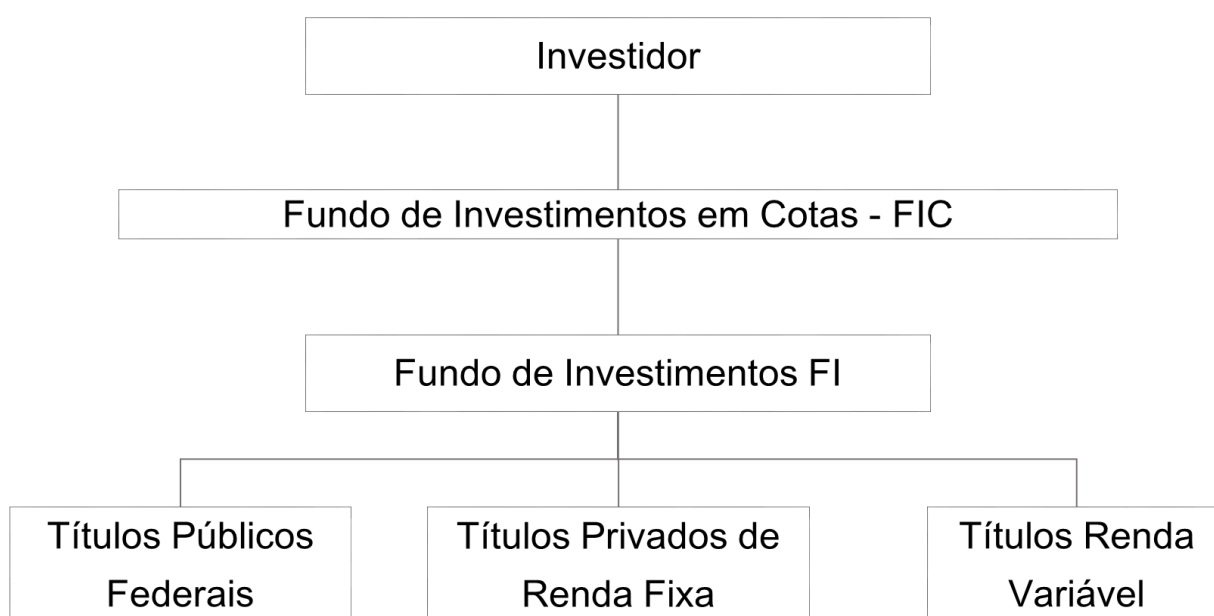 Investidor
Fundo de Investimentos em Cotas - FIC
Fundo de Investimentos FI
Títulos Públicos
Federais
Títulos Privados de
Renda Fixa
Títulos Renda
Variável